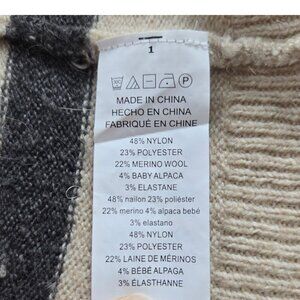 1
P
MADE IN CHINA
HECHO EN CHINA
FABRIQUÉ EN CHINE
48% NYLON
23% POLYESTER
22% MERINO WOOL
4% BABY ALPACA
3% ELASTANE
48% nailon 23% poliéster
22% merino 4% alpaca bebé
3% elastano
48% NYLON
23% POLYESTER
22% LAINE DE MÉRINOS
4% BÉBÉ ALPAGA
3% ÉLASTHANNE